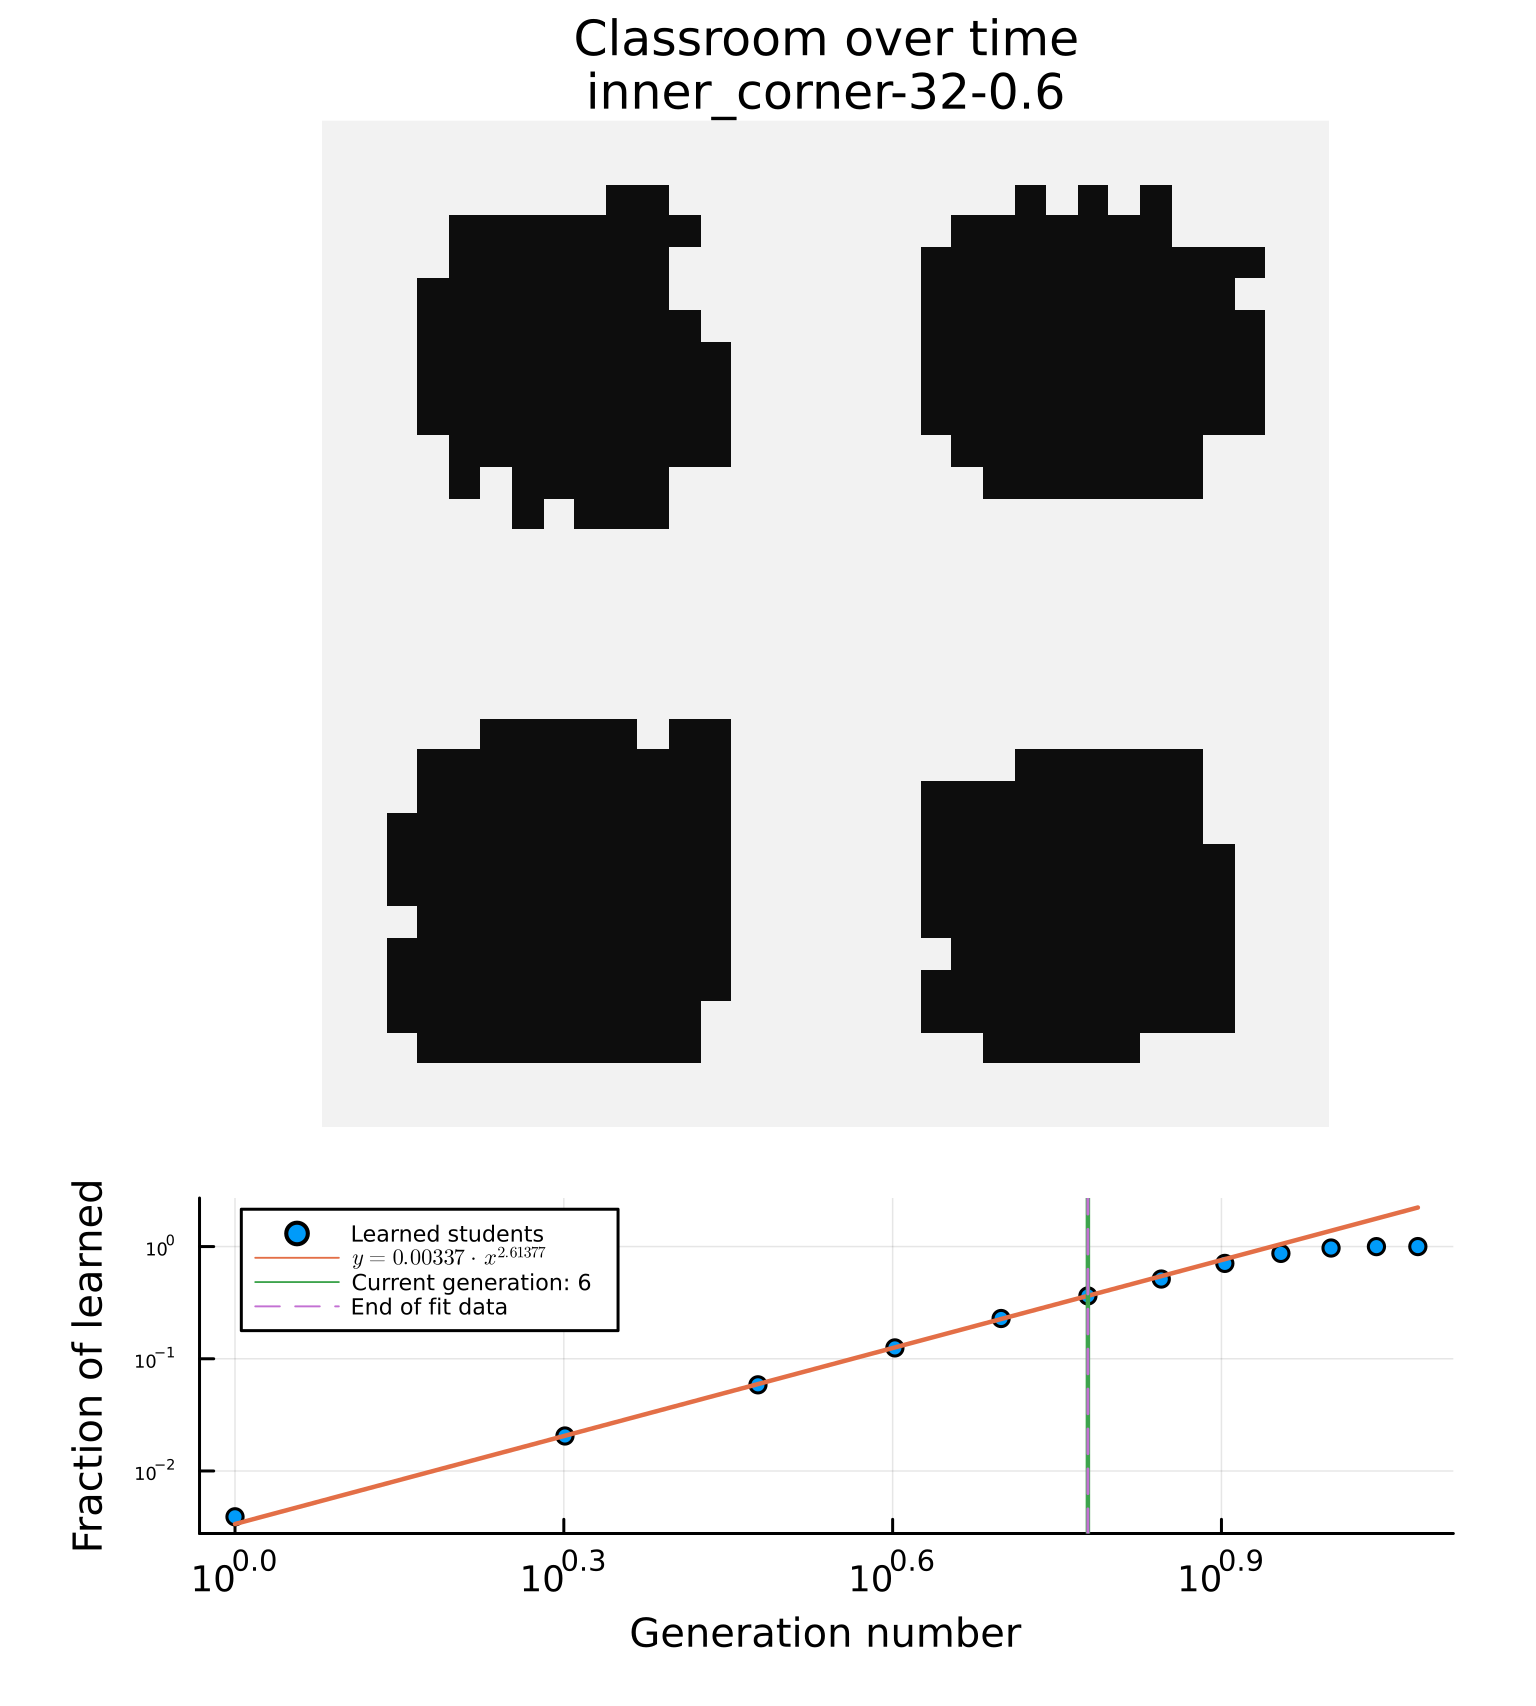 Classroom over time
inner_corner-32-0.6
Fraction of learned
10⁰
10⁻¹
10⁻²
Learned students
y = 0.00337 · x^2.61377
Current generation: 6
End of fit data
10^0.0 10^0.3 10^0.6 10^0.9
Generation number